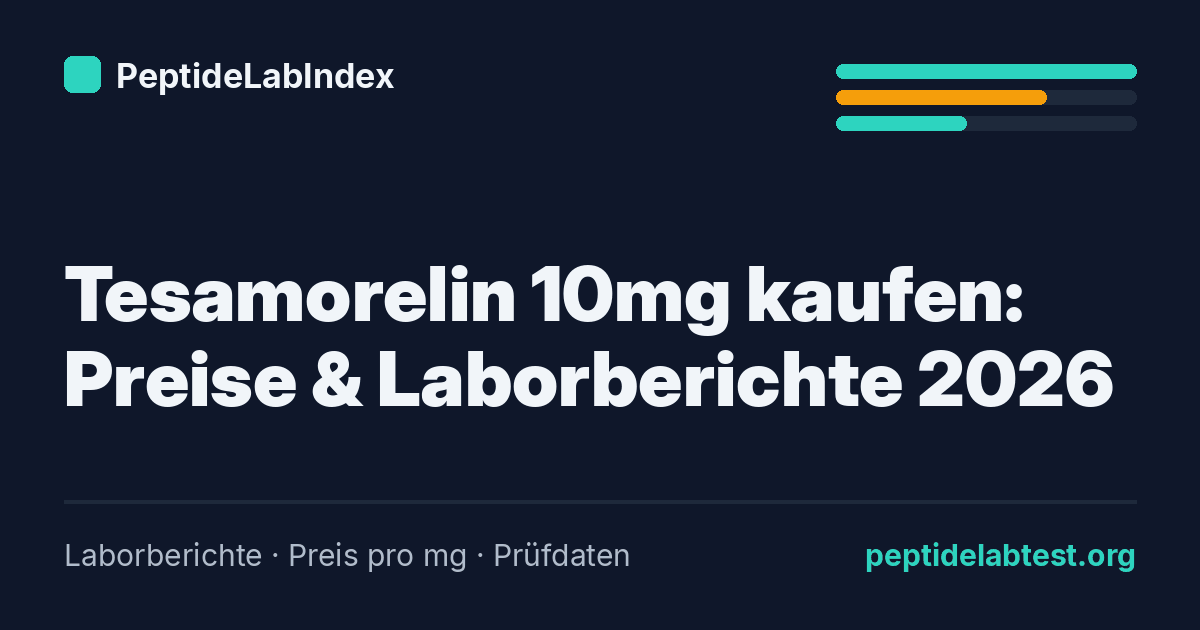 PeptideLabIndex
Tesamorelin 10mg kaufen:
Preise & Laborberichte 2026
Laborberichte · Preis pro mg · Prüfdaten
peptidelabtest.org